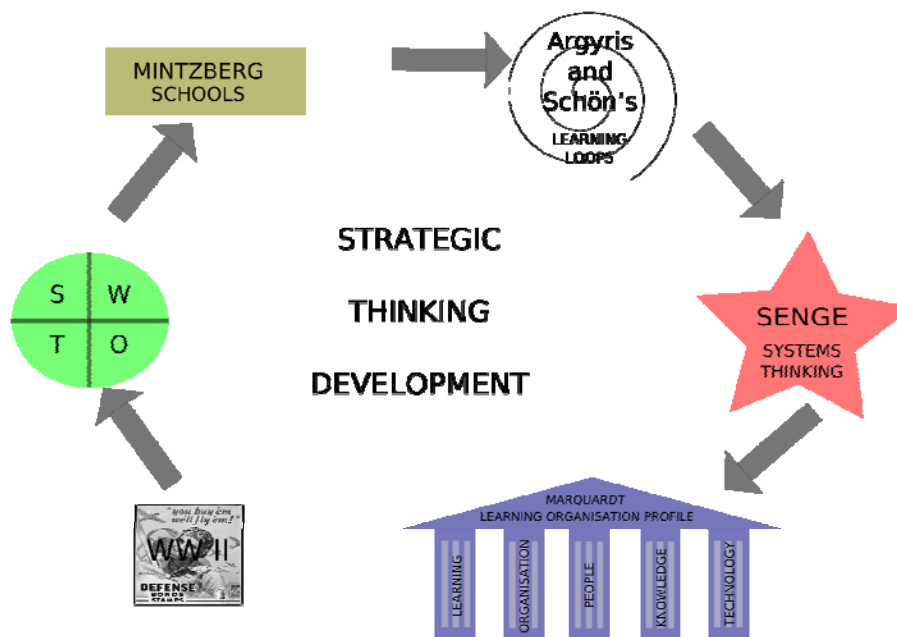 MINTZBERG
SCHOOLS
Argyris
and
Schön's
LEARNING
LOOPS
STRATEGIC
THINKING
DEVELOPMENT
S W
T O
SENGE
SYSTEMS
THINKING
"you buy 'em
we'll fly 'em!"
WW II
DEFENSE
BONDS
STAMPS
MARQUARDT
LEARNING ORGANISATION PROFILE
LEARNING
ORGANISATION
PEOPLE
KNOWLEDGE
TECHNOLOGY